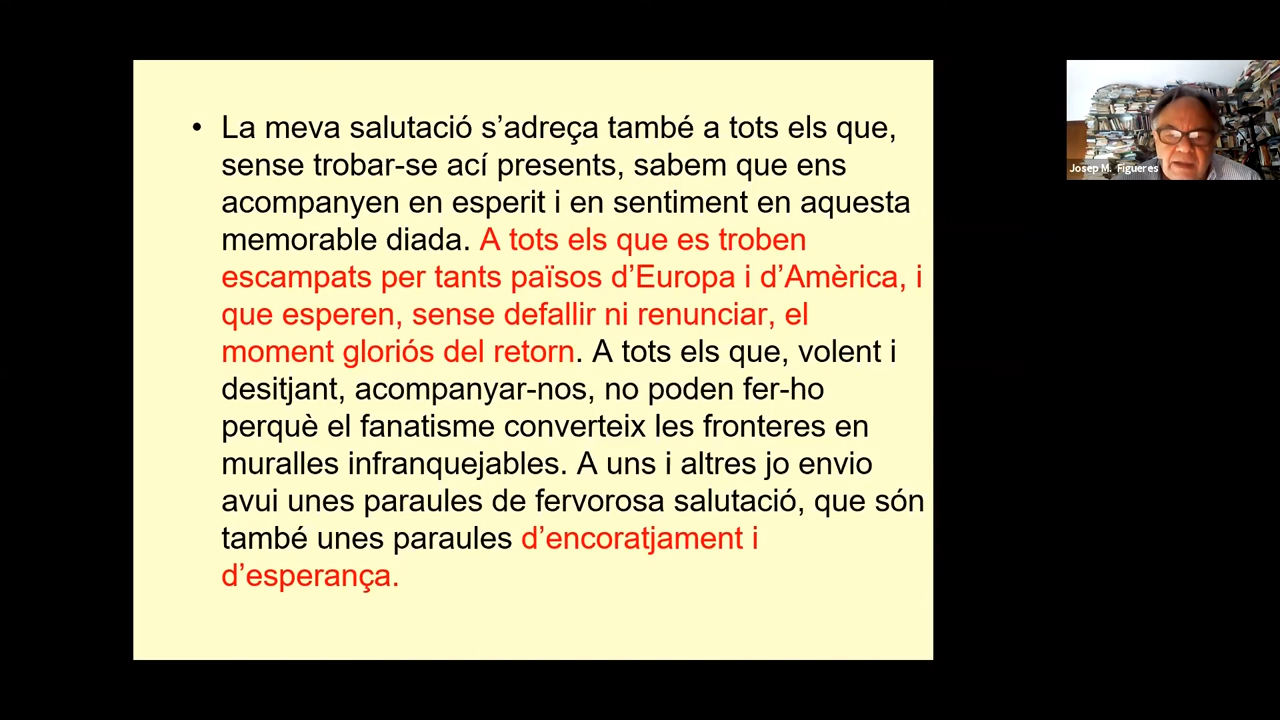 • La meva salutació s’adreça també a tots els que,
sense trobar-se ací presents, sabem que ens
acompanyen en esperit i en sentiment en aquesta
memorable diada. A tots els que es troben
escampats per tants països d’Europa i d’Amèrica, i
que esperen, sense defallir ni renunciar, el
moment gloriós del retorn. A tots els que, volent i
desitjant, acompanyar-nos, no poden fer-ho
perquè el fanatisme converteix les fronteres en
muralles infranquejables. A uns i altres jo envio
avui unes paraules de fervorosa salutació, que són
també unes paraules d’encoratjament i
d’esperança.
Josep M. Figueres